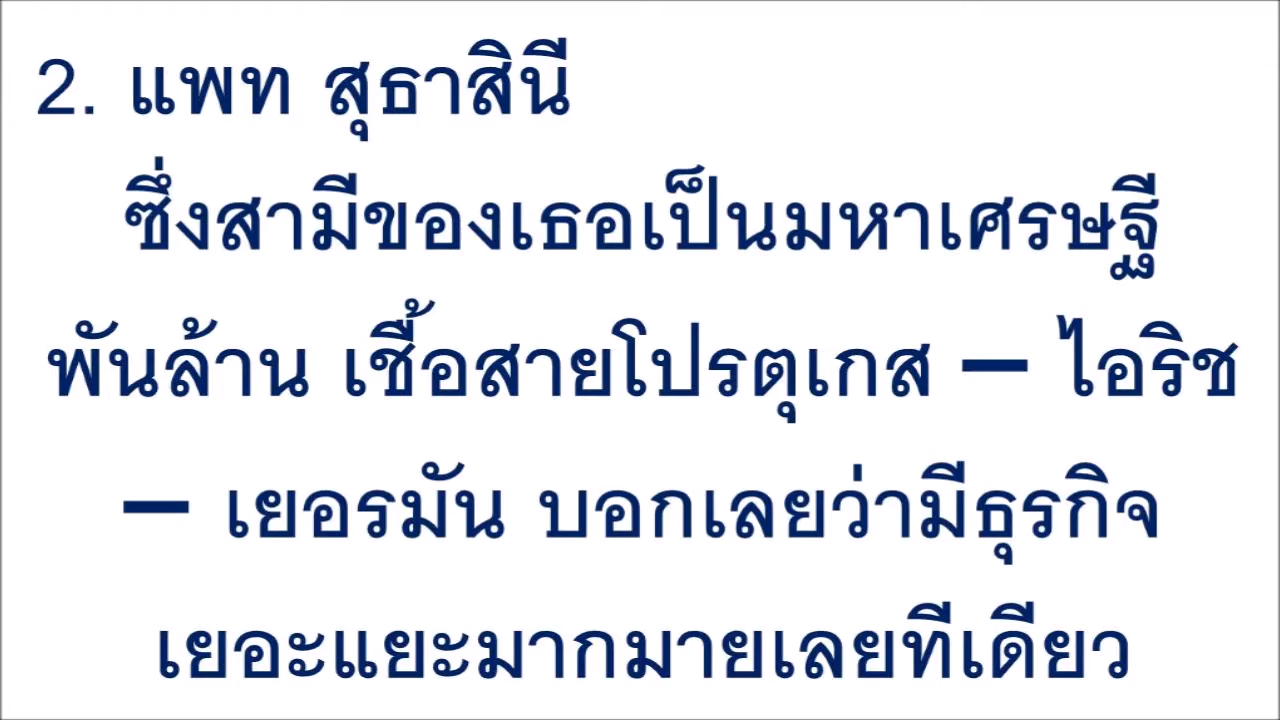 2. แพท สุธาสินี
ซึ่งสามีของเธอเป็นมหาเศรษฐี
พันล้าน เชื้อสายโปรตุเกส – ไอริช
– เยอรมัน บอกเลยว่ามีธุรกิจ
เยอะแยะมากมายเลยทีเดียว